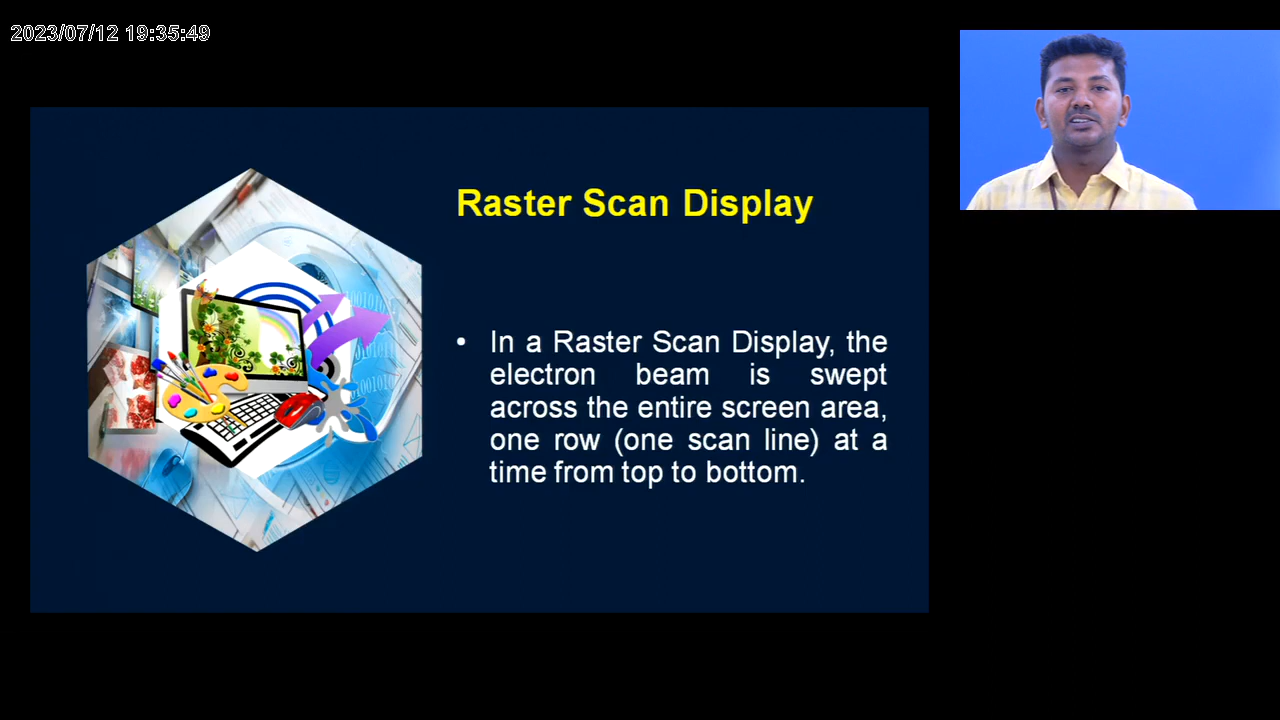 2023/07/12 19:35:49
Raster Scan Display
• In a Raster Scan Display, the
electron beam is swept
across the entire screen area,
one row (one scan line) at a
time from top to bottom.